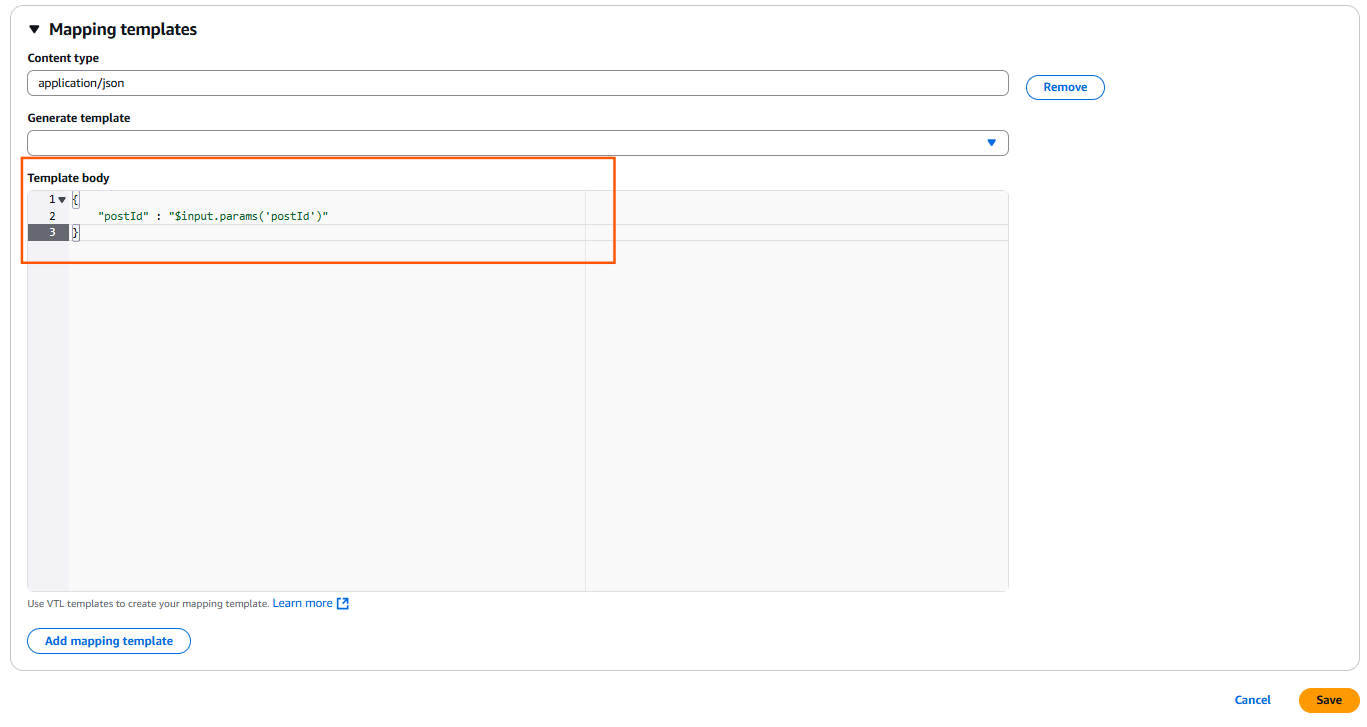 Mapping templates
Content type
application/json
Remove
Generate template
Template body
1 {
2 "postId" : "$input.params('postId')"
3 }
Use VTL templates to create your mapping template. Learn more
Add mapping template
Cancel Save